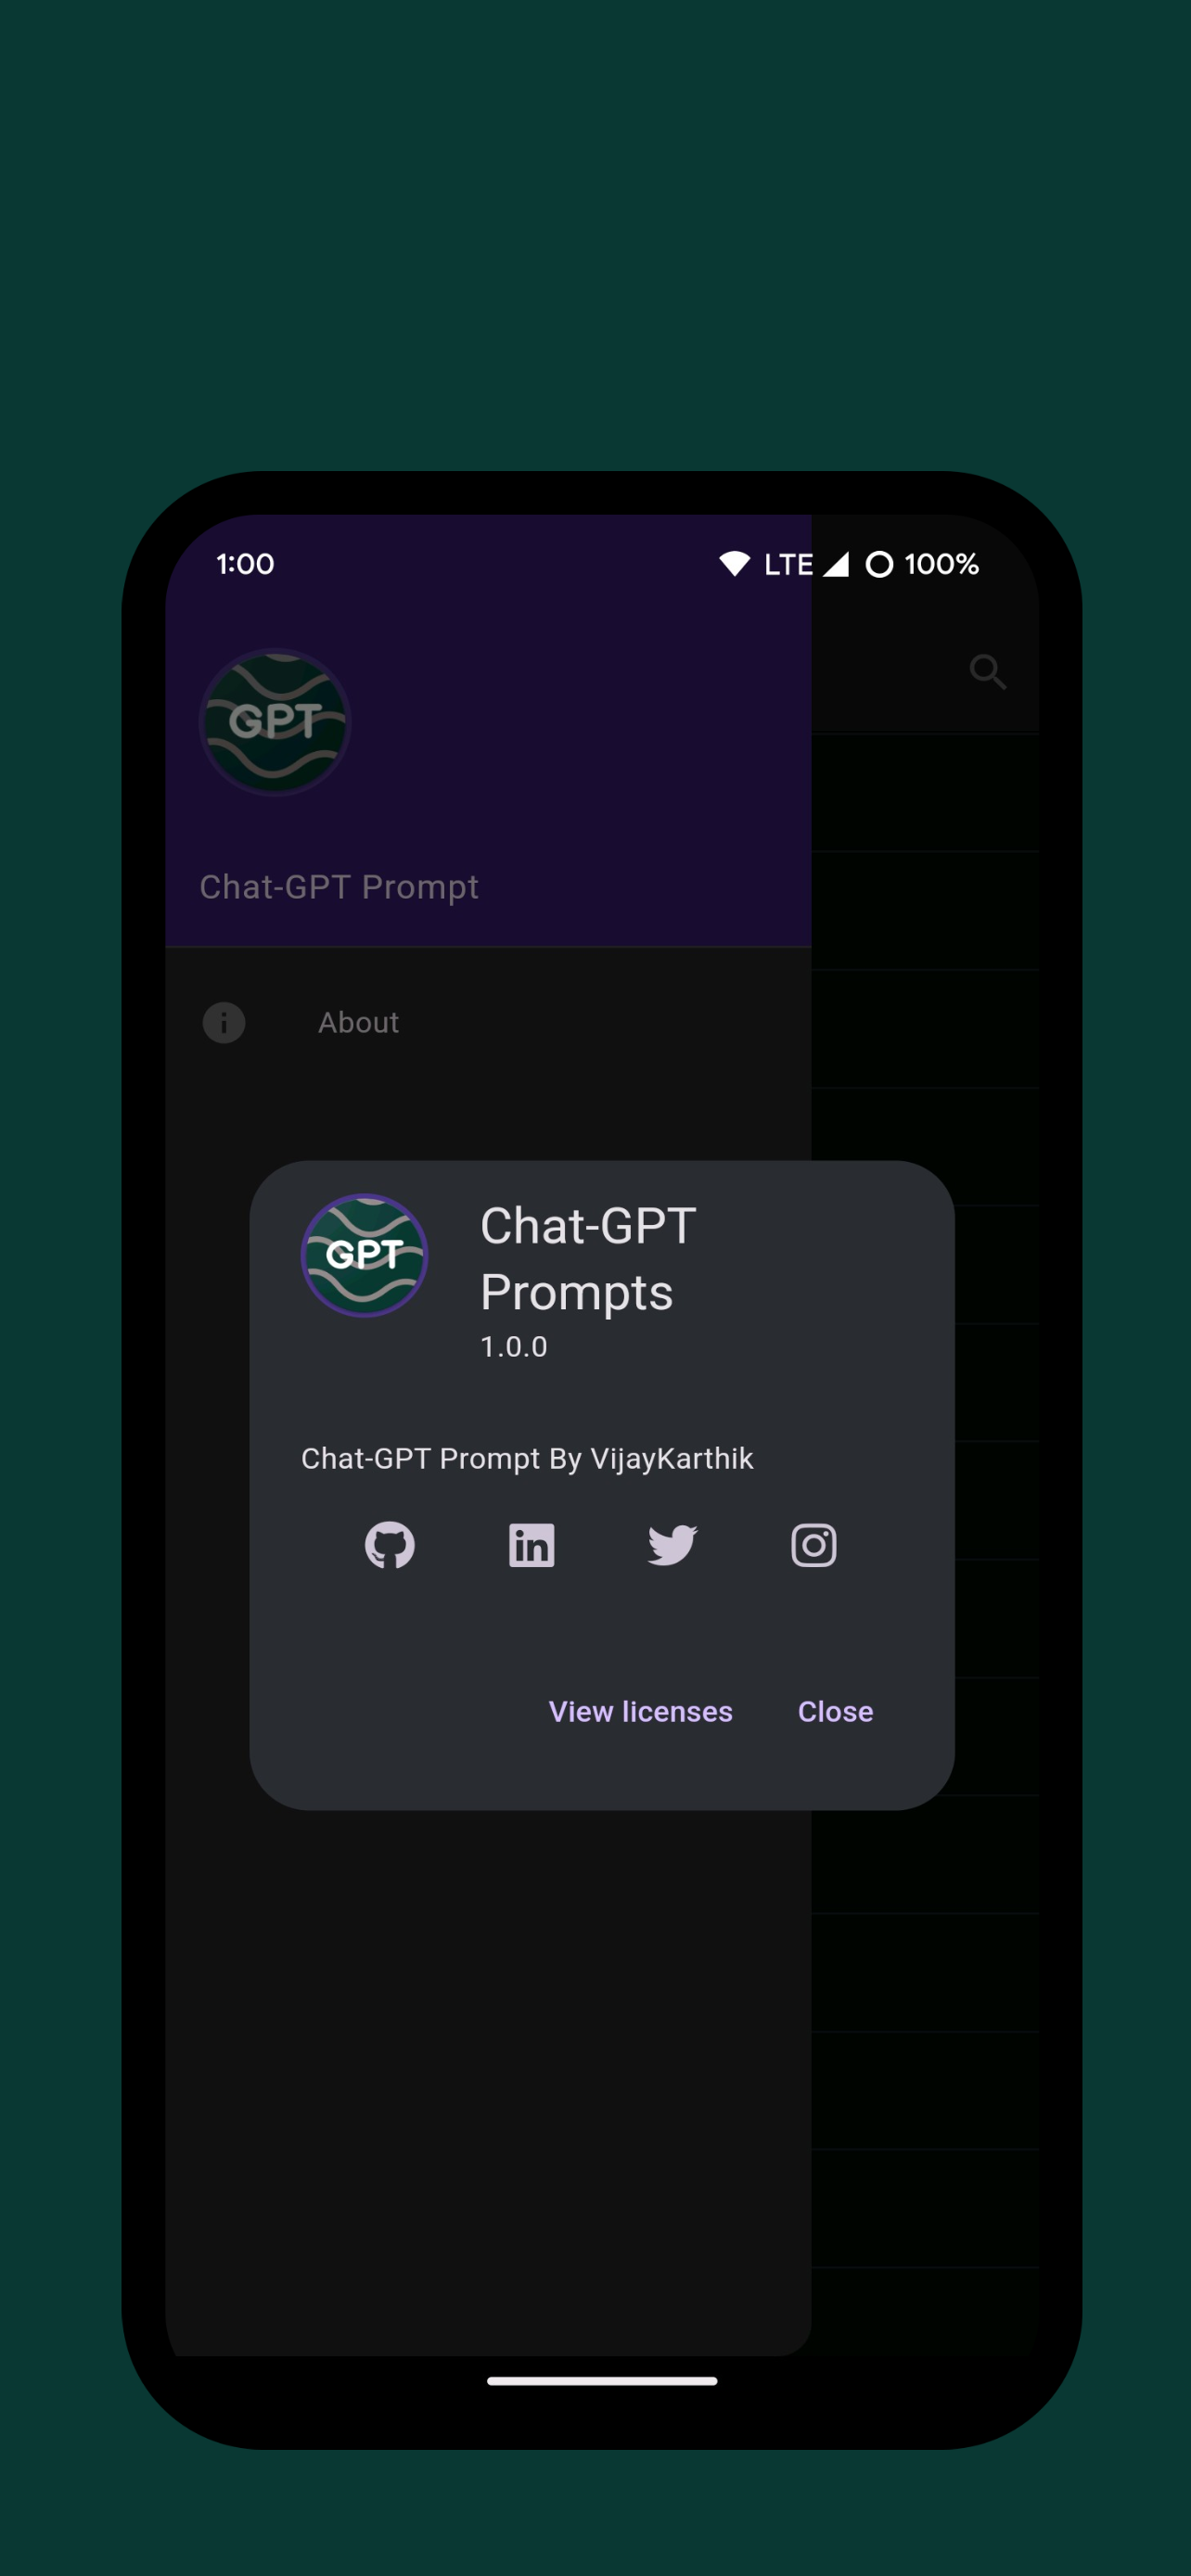 1:00 LTE 100%
GPT
Chat-GPT Prompt
About
GPT
Chat-GPT
Prompts
1.0.0
Chat-GPT Prompt By VijayKarthik
in
View licenses Close